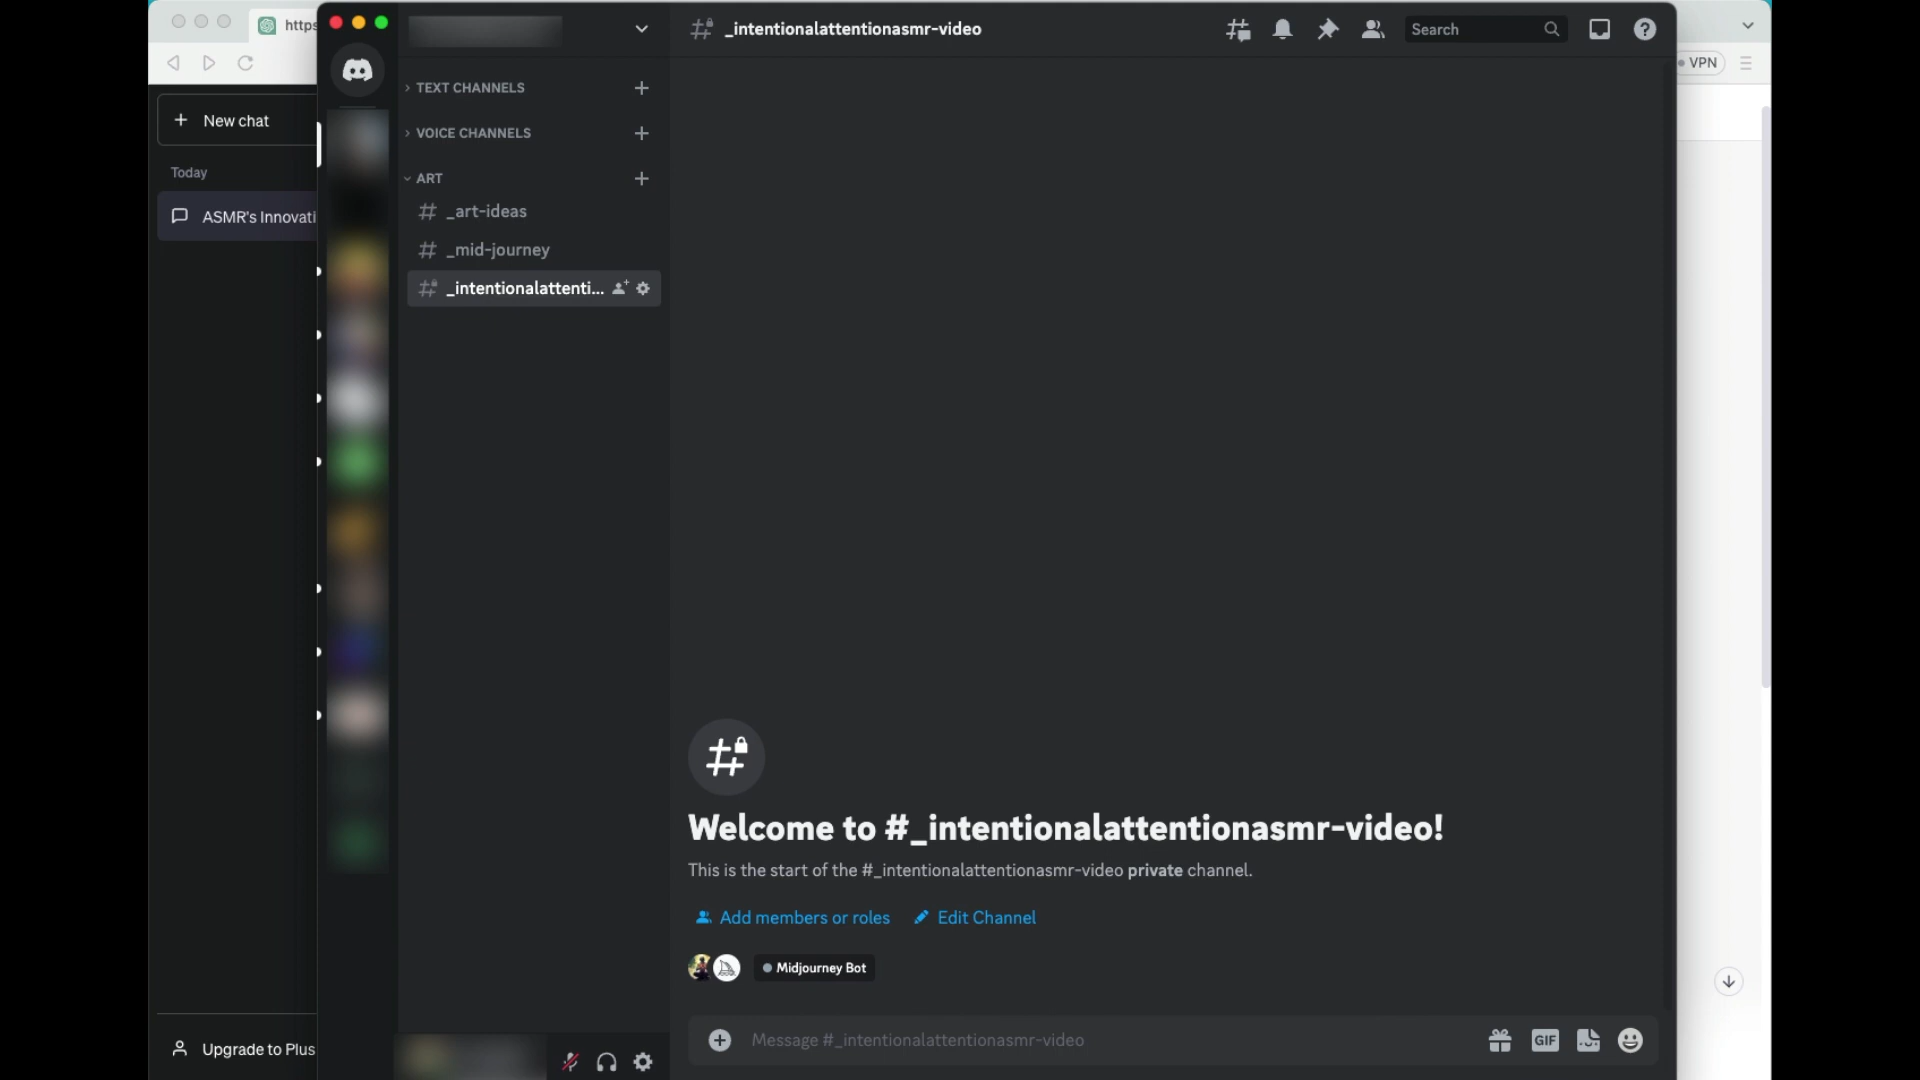 https
VPN
New chat
Today
ASMR's Innovati
Upgrade to Plus
_intentionalattentionasmr-video
Search
TEXT CHANNELS
VOICE CHANNELS
ART
_art-ideas
_mid-journey
_intentionalattenti...
Welcome to #_intentionalattentionasmr-video!
This is the start of the #_intentionalattentionasmr-video private channel.
Add members or roles
Edit Channel
Midjourney Bot
Message #_intentionalattentionasmr-video
GIF